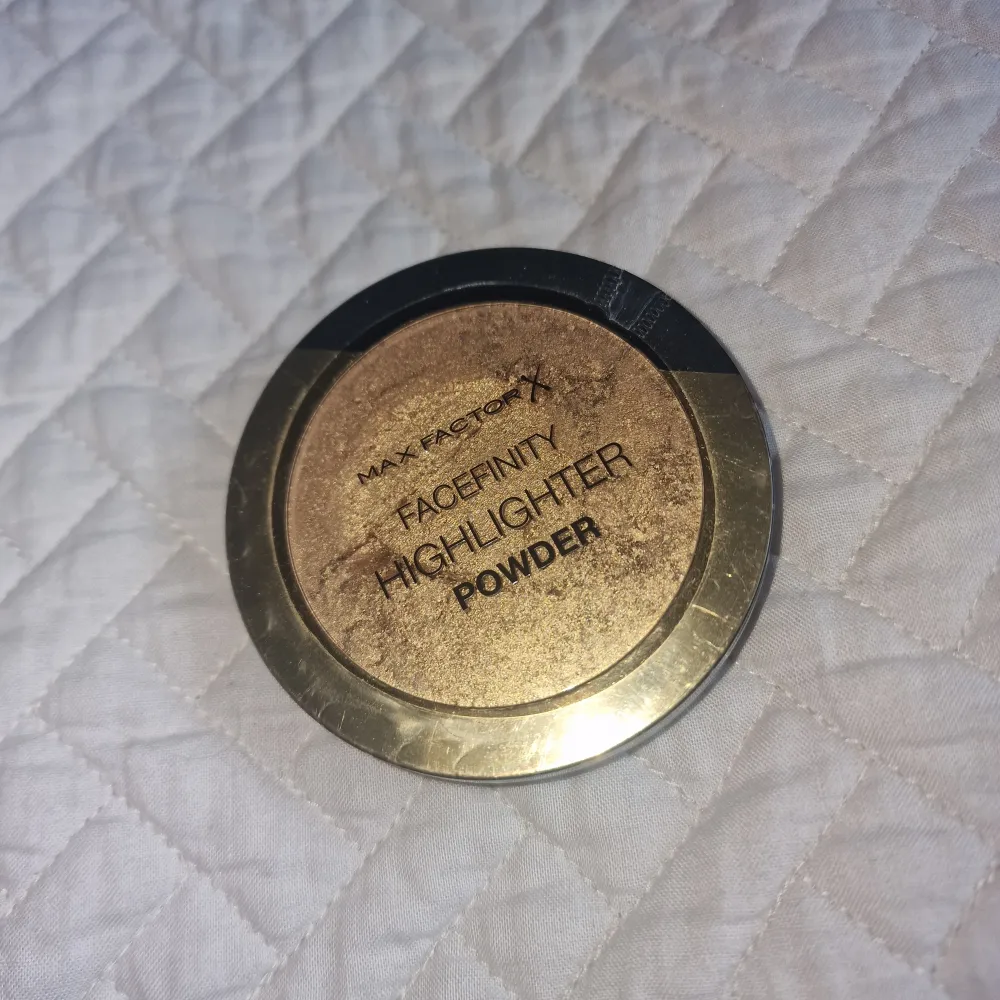 MAX FACTOR X
FACEFINITY
HIGHLIGHTER
POWDER